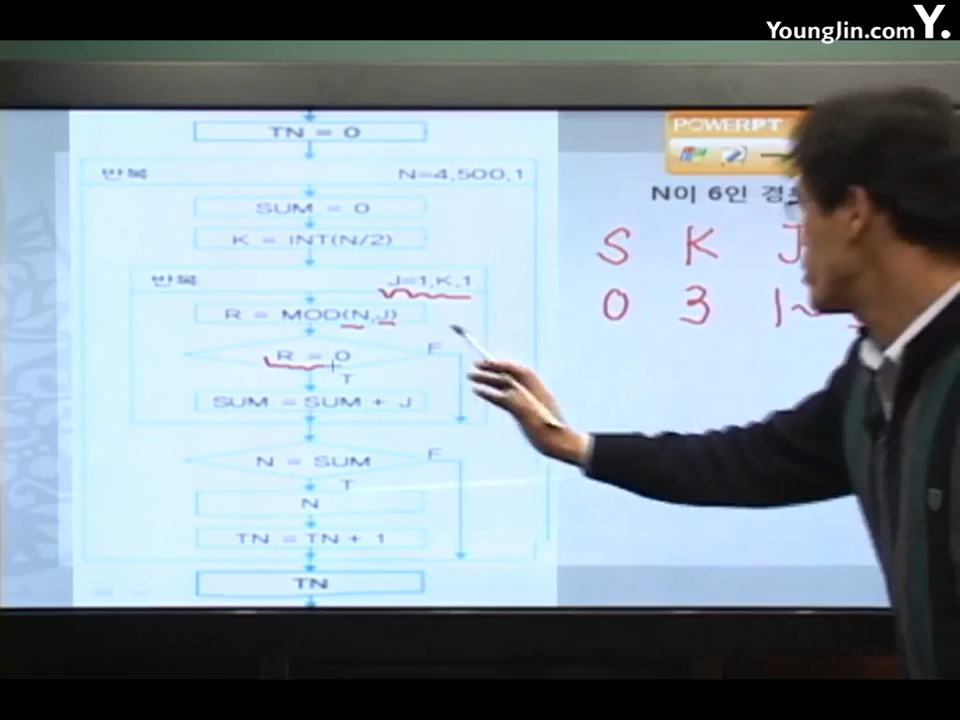 YoungJin.com Y.
TN = 0
반복 N=4,500,1
SUM = 0
K = INT(N/2)
반복 J=1,K,1
R = MOD(N,J)
R = 0 F
T
SUM = SUM + J
N = SUM F
T
N
TN = TN + 1
TN
POWERPT
N이 6인
S K J
0 3 1~